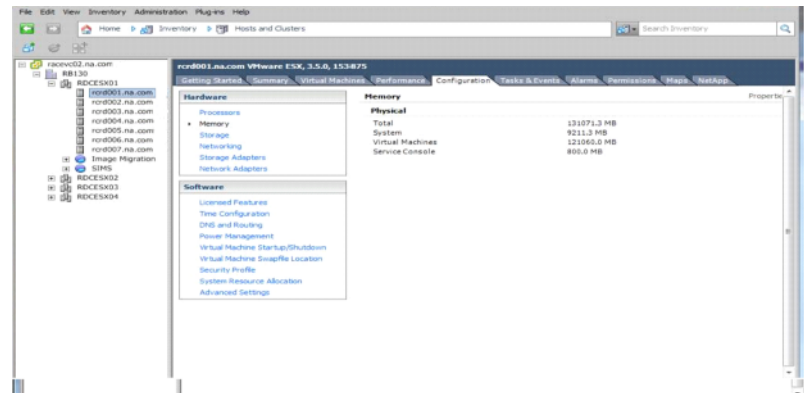 File Edit View Inventory Administration Plug-ins Help
Home Inventory Hosts and Clusters Search Inventory
racevc02.na.com
RB130
RDCESX01
rcrd001.na.com
rcrd002.na.com
rcrd003.na.com
rcrd004.na.com
rcrd005.na.com
rcrd006.na.com
rcrd007.na.com
Image Migration
SIMS
RDCESX02
RDCESX03
RDCESX04
rcrd001.na.com VMware ESX, 3.5.0, 153875
Getting Started Summary Virtual Machines Performance Configuration Tasks & Events Alarms Permissions Maps NetApp
Hardware
Processors
Memory
Storage
Networking
Storage Adapters
Network Adapters
Software
Licensed Features
Time Configuration
DNS and Routing
Power Management
Virtual Machine Startup/Shutdown
Virtual Machine Swapfile Location
Security Profile
System Resource Allocation
Advanced Settings
Memory Propertie
Physical
Total 131071.3 MB
System 9211.3 MB
Virtual Machines 121060.0 MB
Service Console 800.0 MB